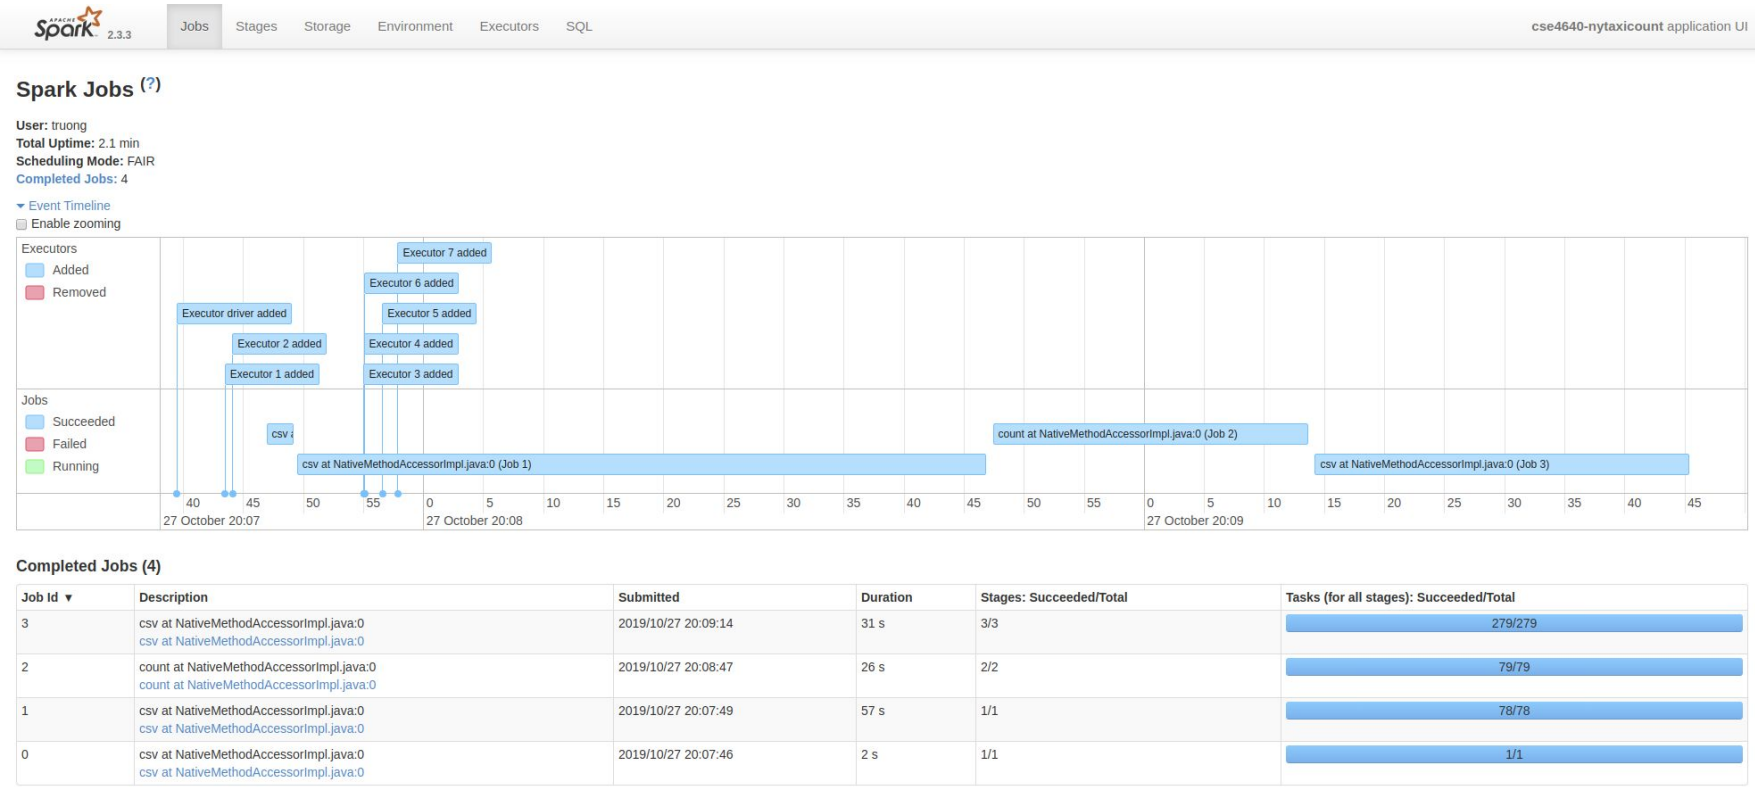 APACHE Spark 2.3.3 Jobs Stages Storage Environment Executors SQL cse4640-nytaxicount application UI
Spark Jobs (?)
User: truong
Total Uptime: 2.1 min
Scheduling Mode: FAIR
Completed Jobs: 4
Event Timeline
Enable zooming
Executors
Added
Removed
Executor 7 added
Executor 6 added
Executor driver added Executor 5 added
Executor 2 added Executor 4 added
Executor 1 added Executor 3 added
Jobs
Succeeded
Failed
Running
csv count at NativeMethodAccessorImpl.java:0 (Job 2)
csv at NativeMethodAccessorImpl.java:0 (Job 1) csv at NativeMethodAccessorImpl.java:0 (Job 3)
40 45 50 55 0 5 10 15 20 25 30 35 40 45 50 55 0 5 10 15 20 25 30 35 40 45
27 October 20:07 27 October 20:08 27 October 20:09
Completed Jobs (4)
Job Id ▼ Description Submitted Duration Stages: Succeeded/Total Tasks (for all stages): Succeeded/Total
3 csv at NativeMethodAccessorImpl.java:0 2019/10/27 20:09:14 31 s 3/3 279/279
csv at NativeMethodAccessorImpl.java:0
2 count at NativeMethodAccessorImpl.java:0 2019/10/27 20:08:47 26 s 2/2 79/79
count at NativeMethodAccessorImpl.java:0
1 csv at NativeMethodAccessorImpl.java:0 2019/10/27 20:07:49 57 s 1/1 78/78
csv at NativeMethodAccessorImpl.java:0
0 csv at NativeMethodAccessorImpl.java:0 2019/10/27 20:07:46 2 s 1/1 1/1
csv at NativeMethodAccessorImpl.java:0